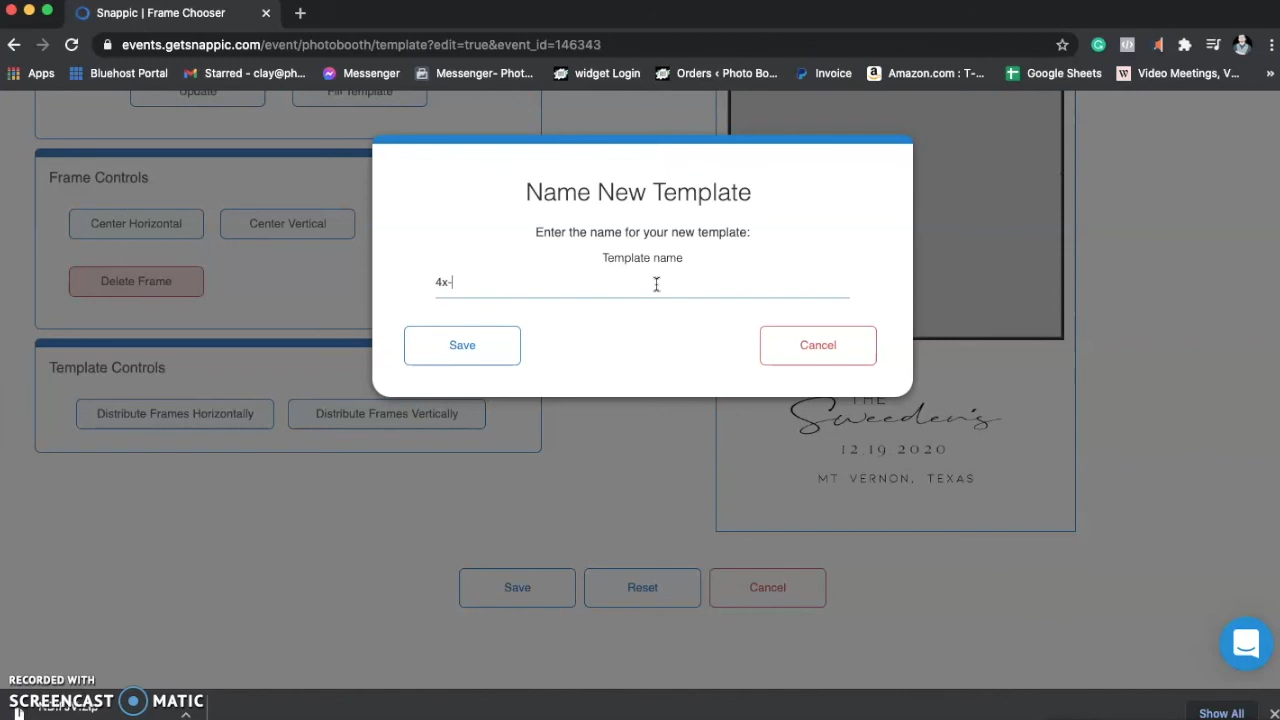 Snappic | Frame Chooser
events.getsnappic.com/event/photobooth/template?edit=true&event_id=146343
Apps Bluehost Portal Starred - clay@ph... Messenger Messenger- Phot... widget Login Orders ‹ Photo Bo... Invoice Amazon.com : T-... Google Sheets Video Meetings, V... »
Update Fill Template
Frame Controls
Center Horizontal Center Vertical
Delete Frame
Template Controls
Distribute Frames Horizontally Distribute Frames Vertically
Name New Template
Enter the name for your new template:
Template name
4x-
Save Cancel
THE
Sweeden's
12.19.2020
MT VERNON, TEXAS
Save Reset Cancel
RECORDED WITH
SCREENCAST MATIC
Show All